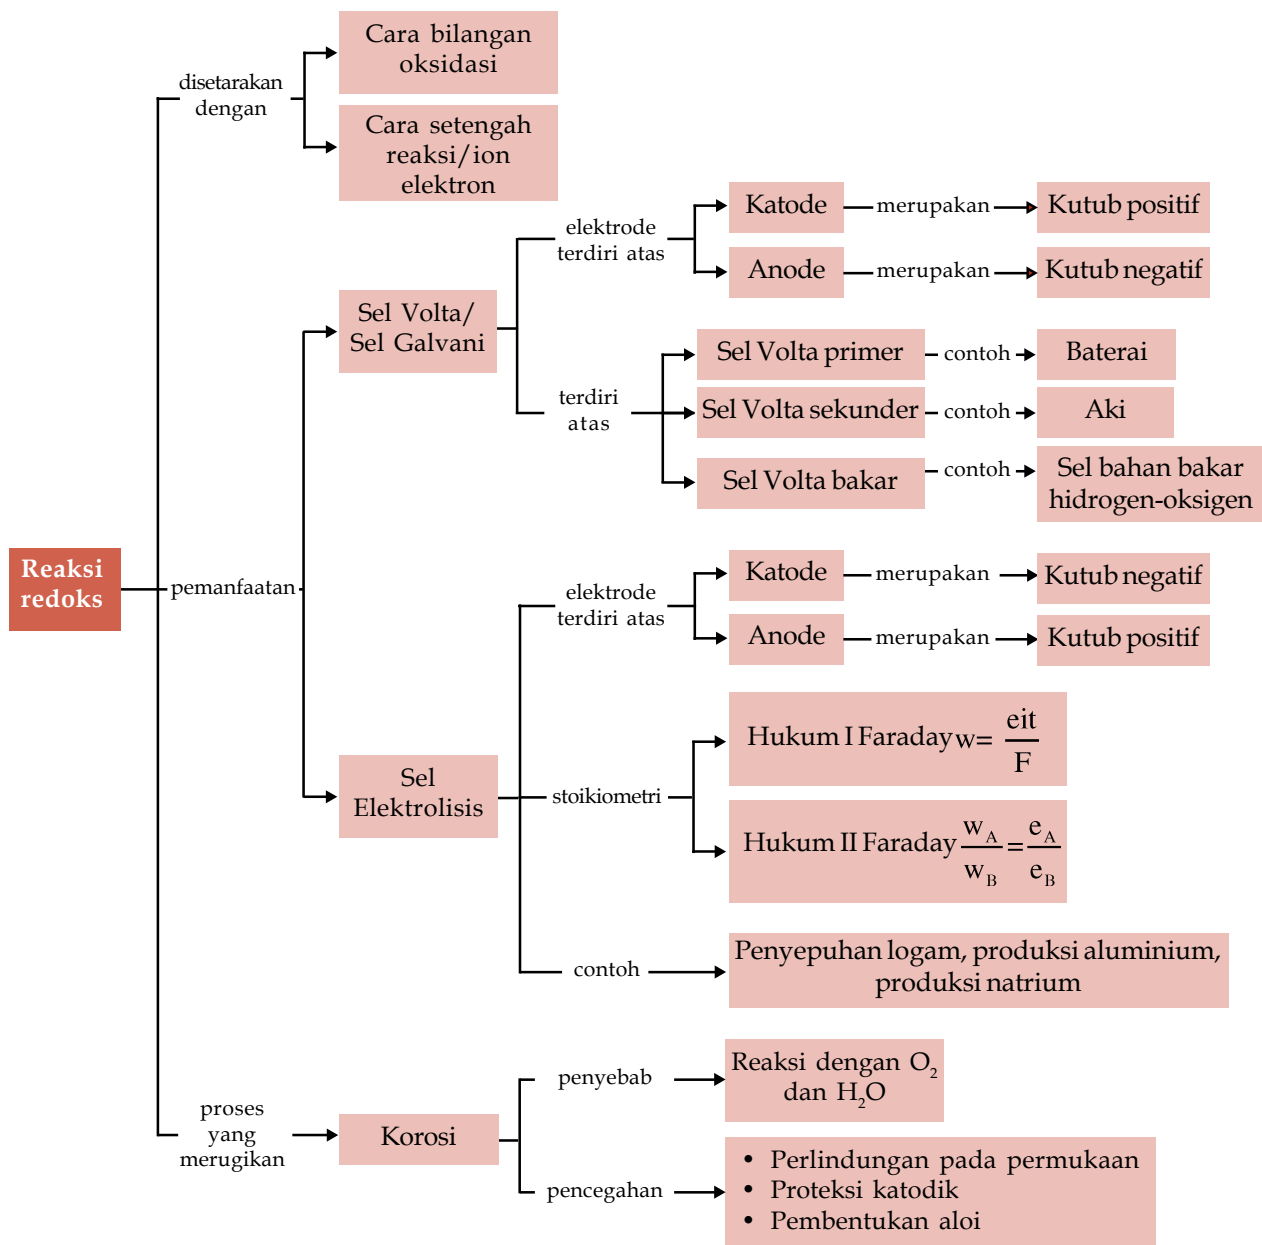 Reaksi
redoks
disetarakan
dengan
Cara bilangan
oksidasi
Cara setengah
reaksi/ion
elektron
pemanfaatan
Sel Volta/
Sel Galvani
elektrode
terdiri atas
Katode
merupakan
Kutub positif
Anode
merupakan
Kutub negatif
terdiri
atas
Sel Volta primer
contoh
Baterai
Sel Volta sekunder
contoh
Aki
Sel Volta bakar
contoh
Sel bahan bakar
hidrogen-oksigen
Sel
Elektrolisis
elektrode
terdiri atas
Katode
merupakan
Kutub negatif
Anode
merupakan
Kutub positif
stoikiometri
Hukum I Faraday w = eit/F
Hukum II Faraday w_A/w_B = e_A/e_B
contoh
Penyepuhan logam, produksi aluminium,
produksi natrium
proses
yang
merugikan
Korosi
penyebab
Reaksi dengan O₂
dan H₂O
pencegahan
• Perlindungan pada permukaan
• Proteksi katodik
• Pembentukan aloi